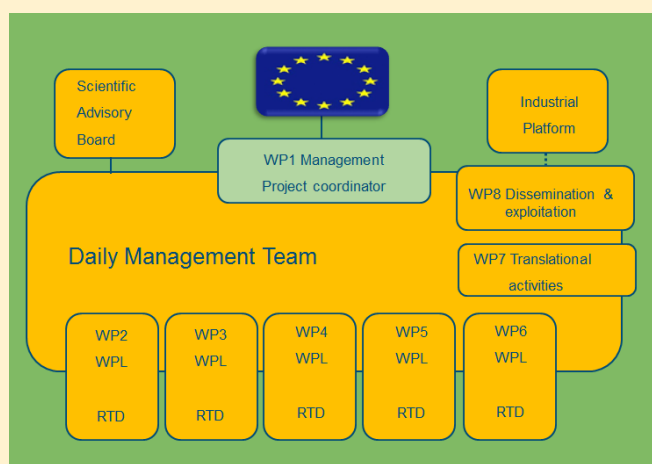 Scientific
Advisory
Board
Industrial
Platform
WP1 Management
Project coordinator
WP8 Dissemination &
exploitation
Daily Management Team
WP7 Translational
activities
WP2
WPL
RTD
WP3
WPL
RTD
WP4
WPL
RTD
WP5
WPL
RTD
WP6
WPL
RTD